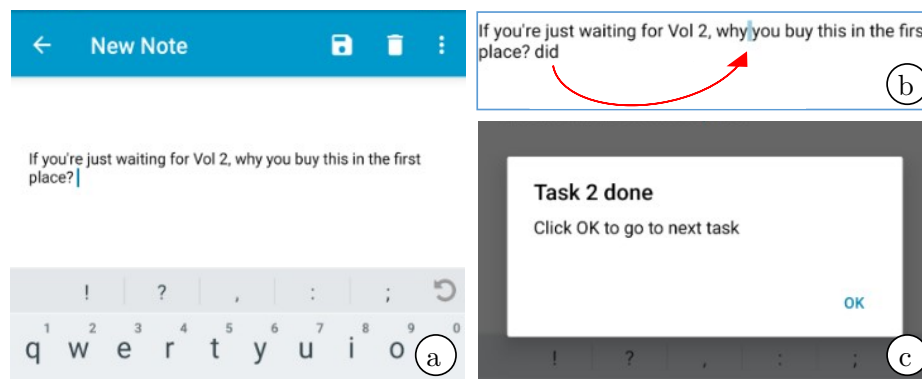 New Note
If you're just waiting for Vol 2, why you buy this in the first
place?
! ? , : ;
1 2 3 4 5 6 7 8 9 0
q w e r t y u i o
a
If you're just waiting for Vol 2, why you buy this in the firs
place? did
b
Task 2 done
Click OK to go to next task
OK
! ? , : ;
c